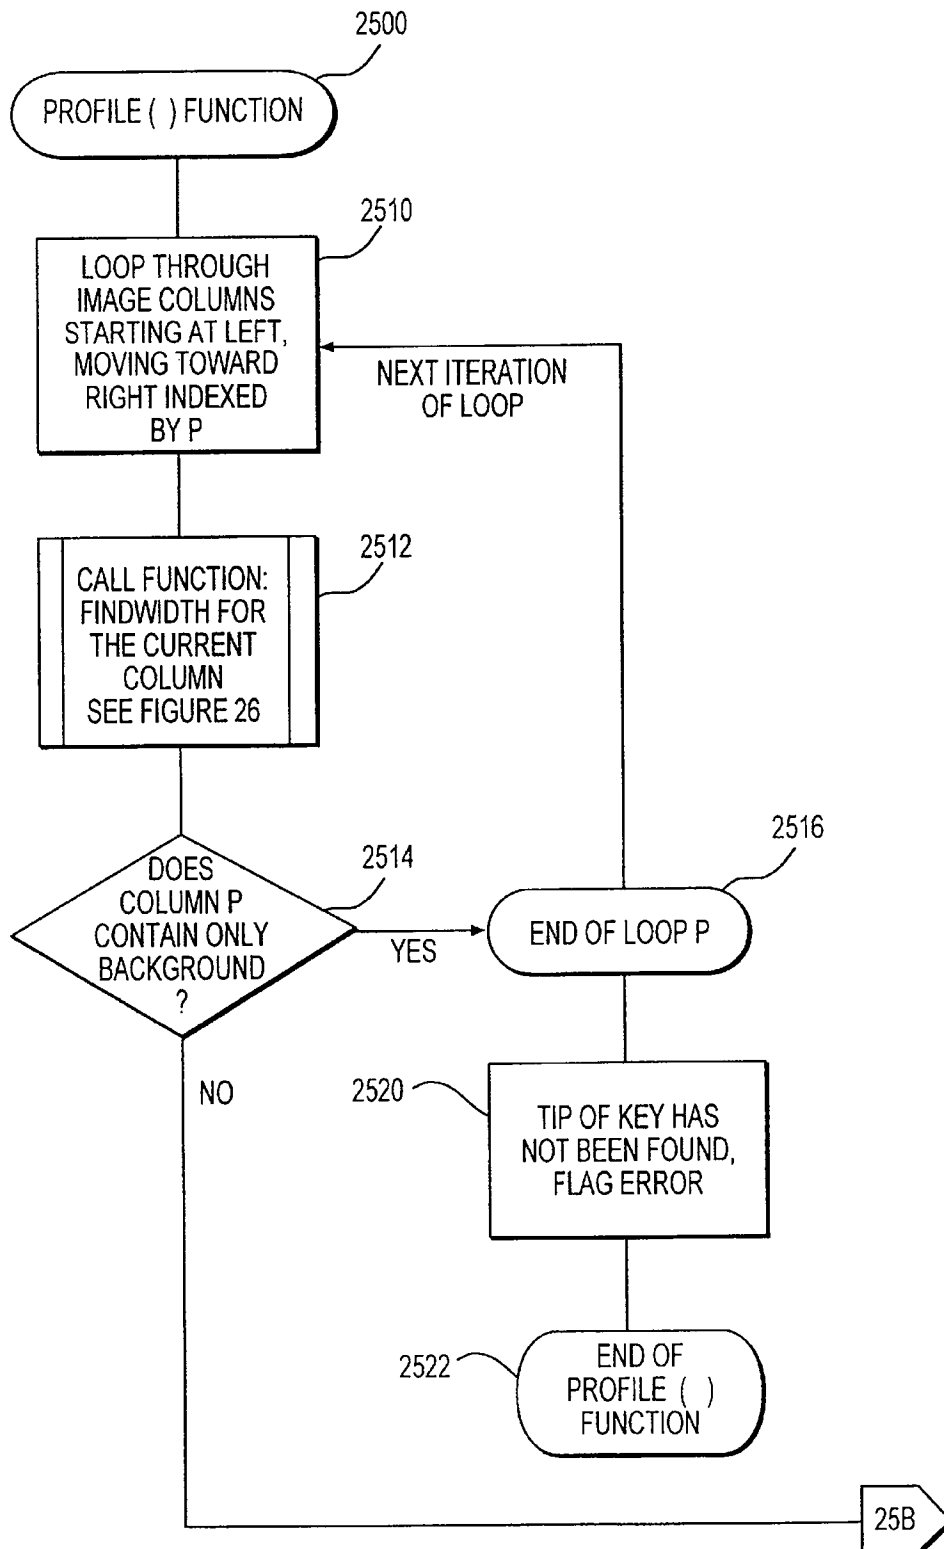 2500
PROFILE ( ) FUNCTION
2510
LOOP THROUGH
IMAGE COLUMNS
STARTING AT LEFT,
MOVING TOWARD
RIGHT INDEXED
BY P
NEXT ITERATION
OF LOOP
2512
CALL FUNCTION:
FINDWIDTH FOR
THE CURRENT
COLUMN
SEE FIGURE 26
2514
DOES
COLUMN P
CONTAIN ONLY
BACKGROUND
?
YES
2516
END OF LOOP P
NO
2520
TIP OF KEY HAS
NOT BEEN FOUND,
FLAG ERROR
2522
END OF
PROFILE ( )
FUNCTION
25B